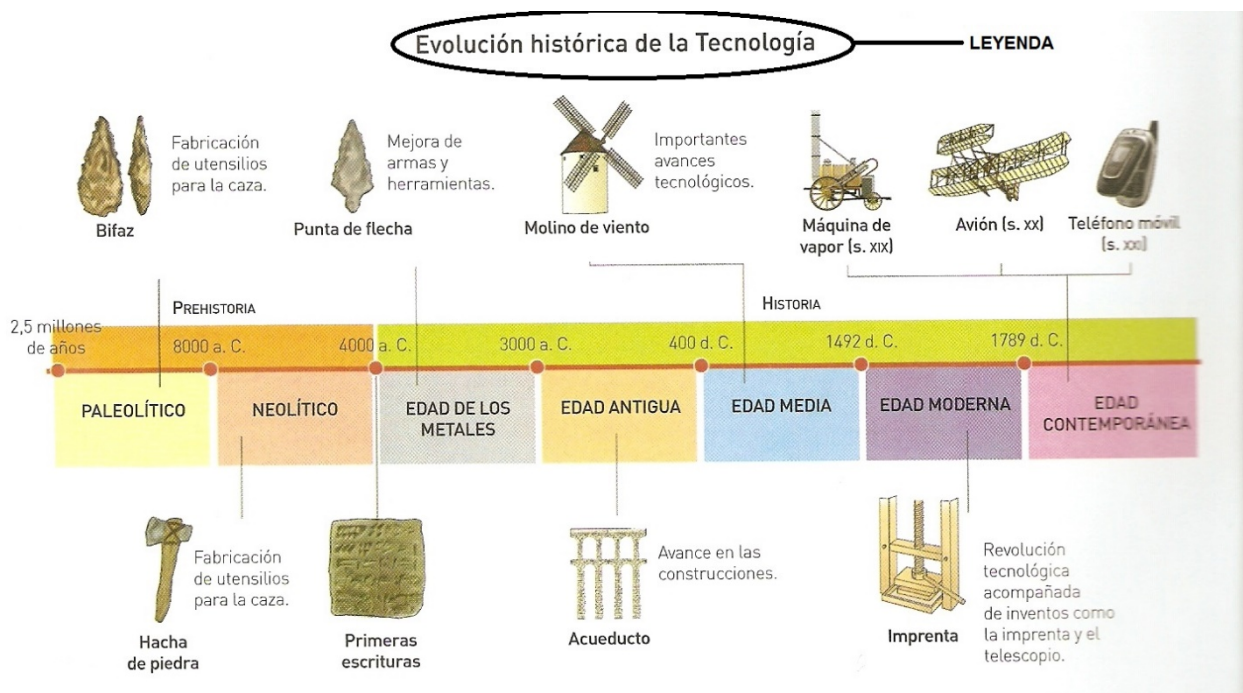 Evolución histórica de la Tecnología
LEYENDA
Fabricación
de utensilios
para la caza.
Bifaz
Mejora de
armas y
herramientas.
Punta de flecha
Importantes
avances
tecnológicos.
Molino de viento
Máquina de
vapor (s. XIX)
Avión (s. XX)
Teléfono móvil
(s. XXI)
PREHISTORIA
HISTORIA
2,5 millones
de años
8000 a. C.
4000 a. C.
3000 a. C.
400 d. C.
1492 d. C.
1789 d. C.
PALEOLÍTICO
NEOLÍTICO
EDAD DE LOS
METALES
EDAD ANTIGUA
EDAD MEDIA
EDAD MODERNA
EDAD
CONTEMPORÁNEA
Fabricación
de utensilios
para la caza.
Hacha
de piedra
Primeras
escrituras
Avance en las
construcciones.
Acueducto
Imprenta
Revolución
tecnológica
acompañada
de inventos como
la imprenta y el
telescopio.